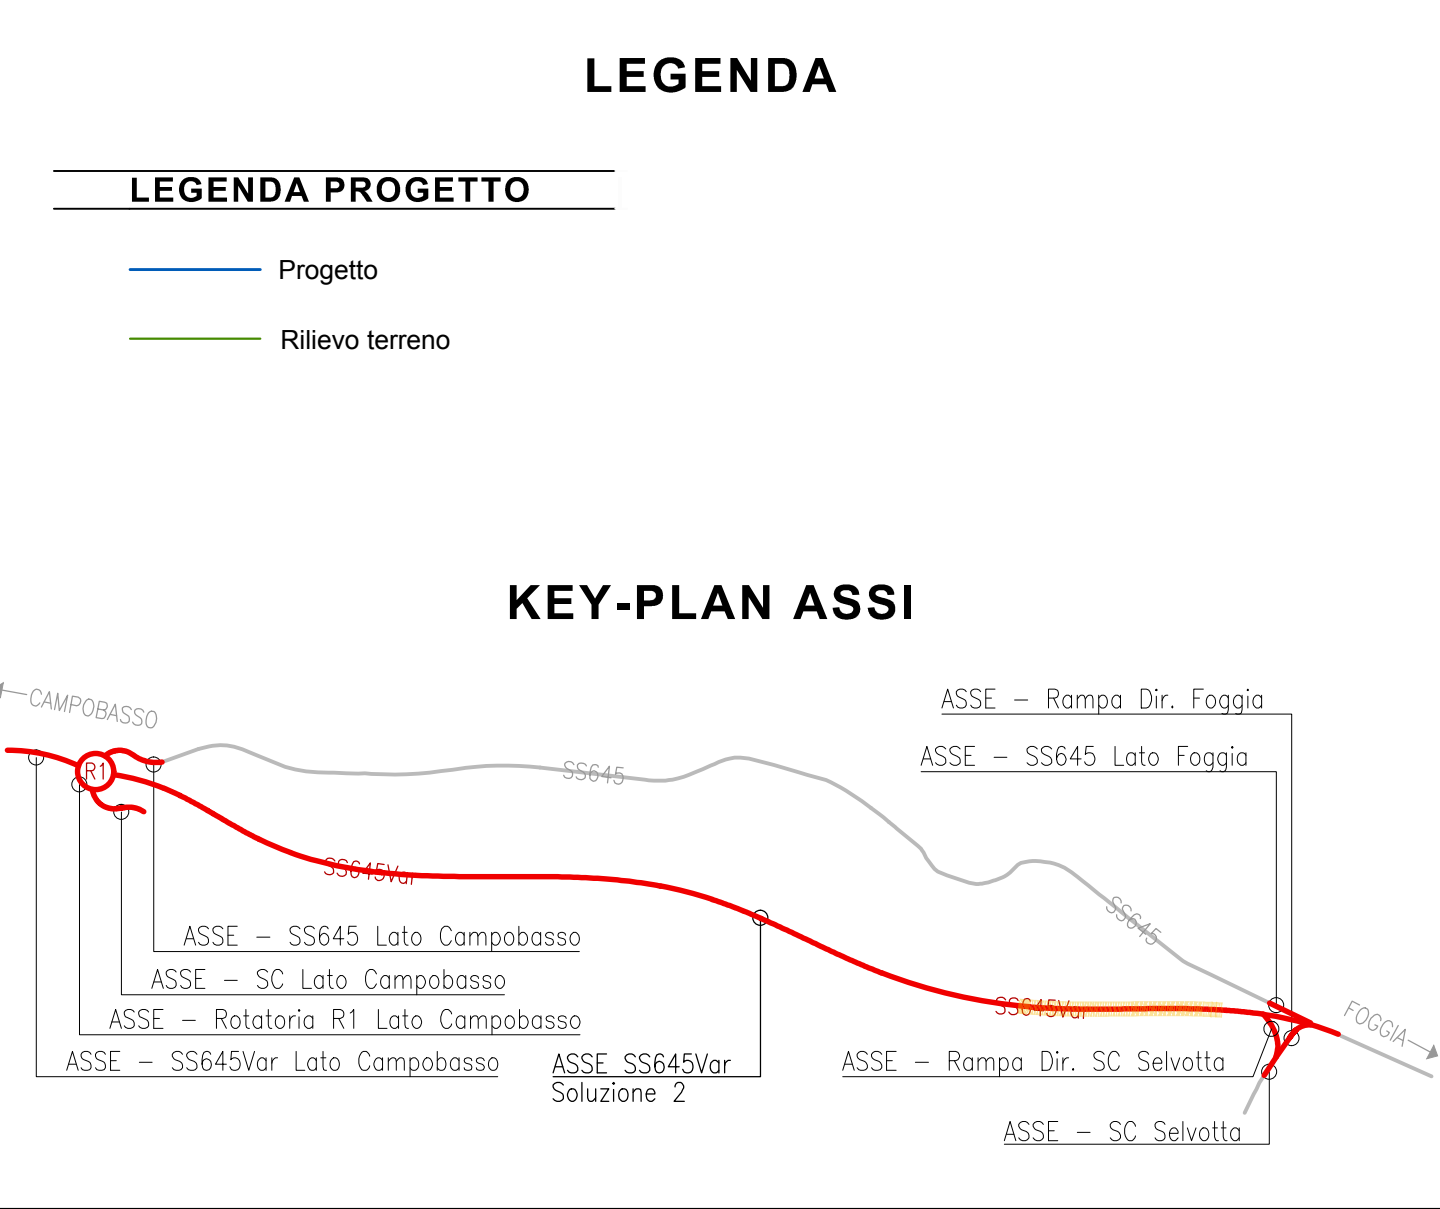 LEGENDA
LEGENDA PROGETTO
Progetto
Rilievo terreno
KEY-PLAN ASSI
CAMPOBASSO
ASSE - Rampa Dir. Foggia
ASSE - SS645 Lato Foggia
R1
SS645
SS645Var
SS645
ASSE - SS645 Lato Campobasso
ASSE - SC Lato Campobasso
SS645Var
ASSE - Rotatoria R1 Lato Campobasso
FOGGIA
ASSE - SS645Var Lato Campobasso
ASSE SS645Var
Soluzione 2
ASSE - Rampa Dir. SC Selvotta
ASSE - SC Selvotta